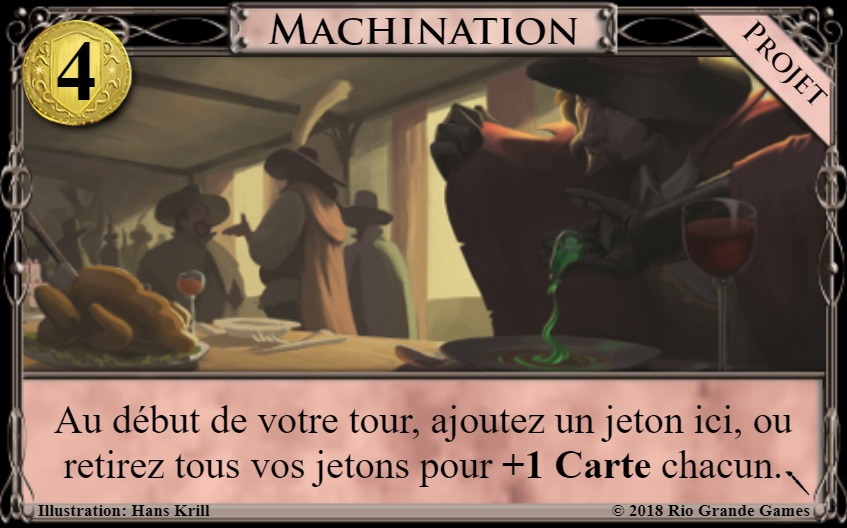 Machination
4
Projet
Au début de votre tour, ajoutez un jeton ici, ou
retirez tous vos jetons pour +1 Carte chacun.
Illustration: Hans Krill
© 2018 Rio Grande Games